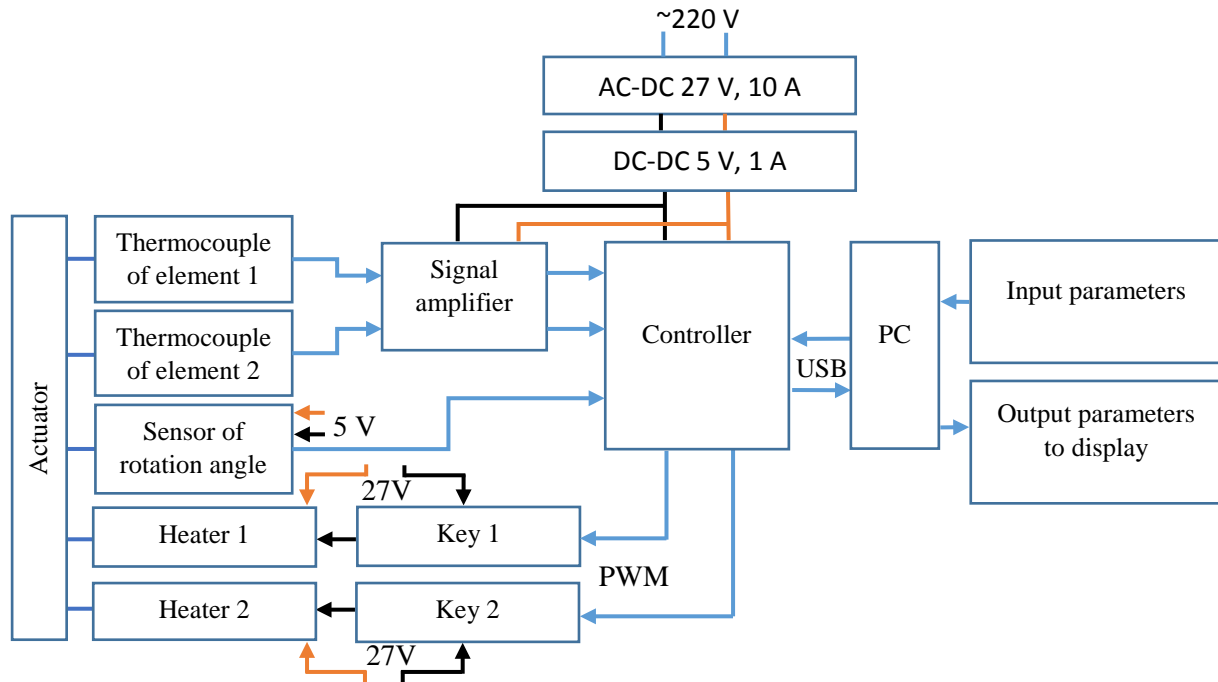 ~220 V
AC-DC 27 V, 10 A
DC-DC 5 V, 1 A
Actuator
Thermocouple
of element 1
Thermocouple
of element 2
Sensor of
rotation angle
5 V
Signal
amplifier
Controller
USB
PC
Input parameters
Output parameters
to display
27V
Heater 1
Key 1
PWM
Heater 2
Key 2
27V